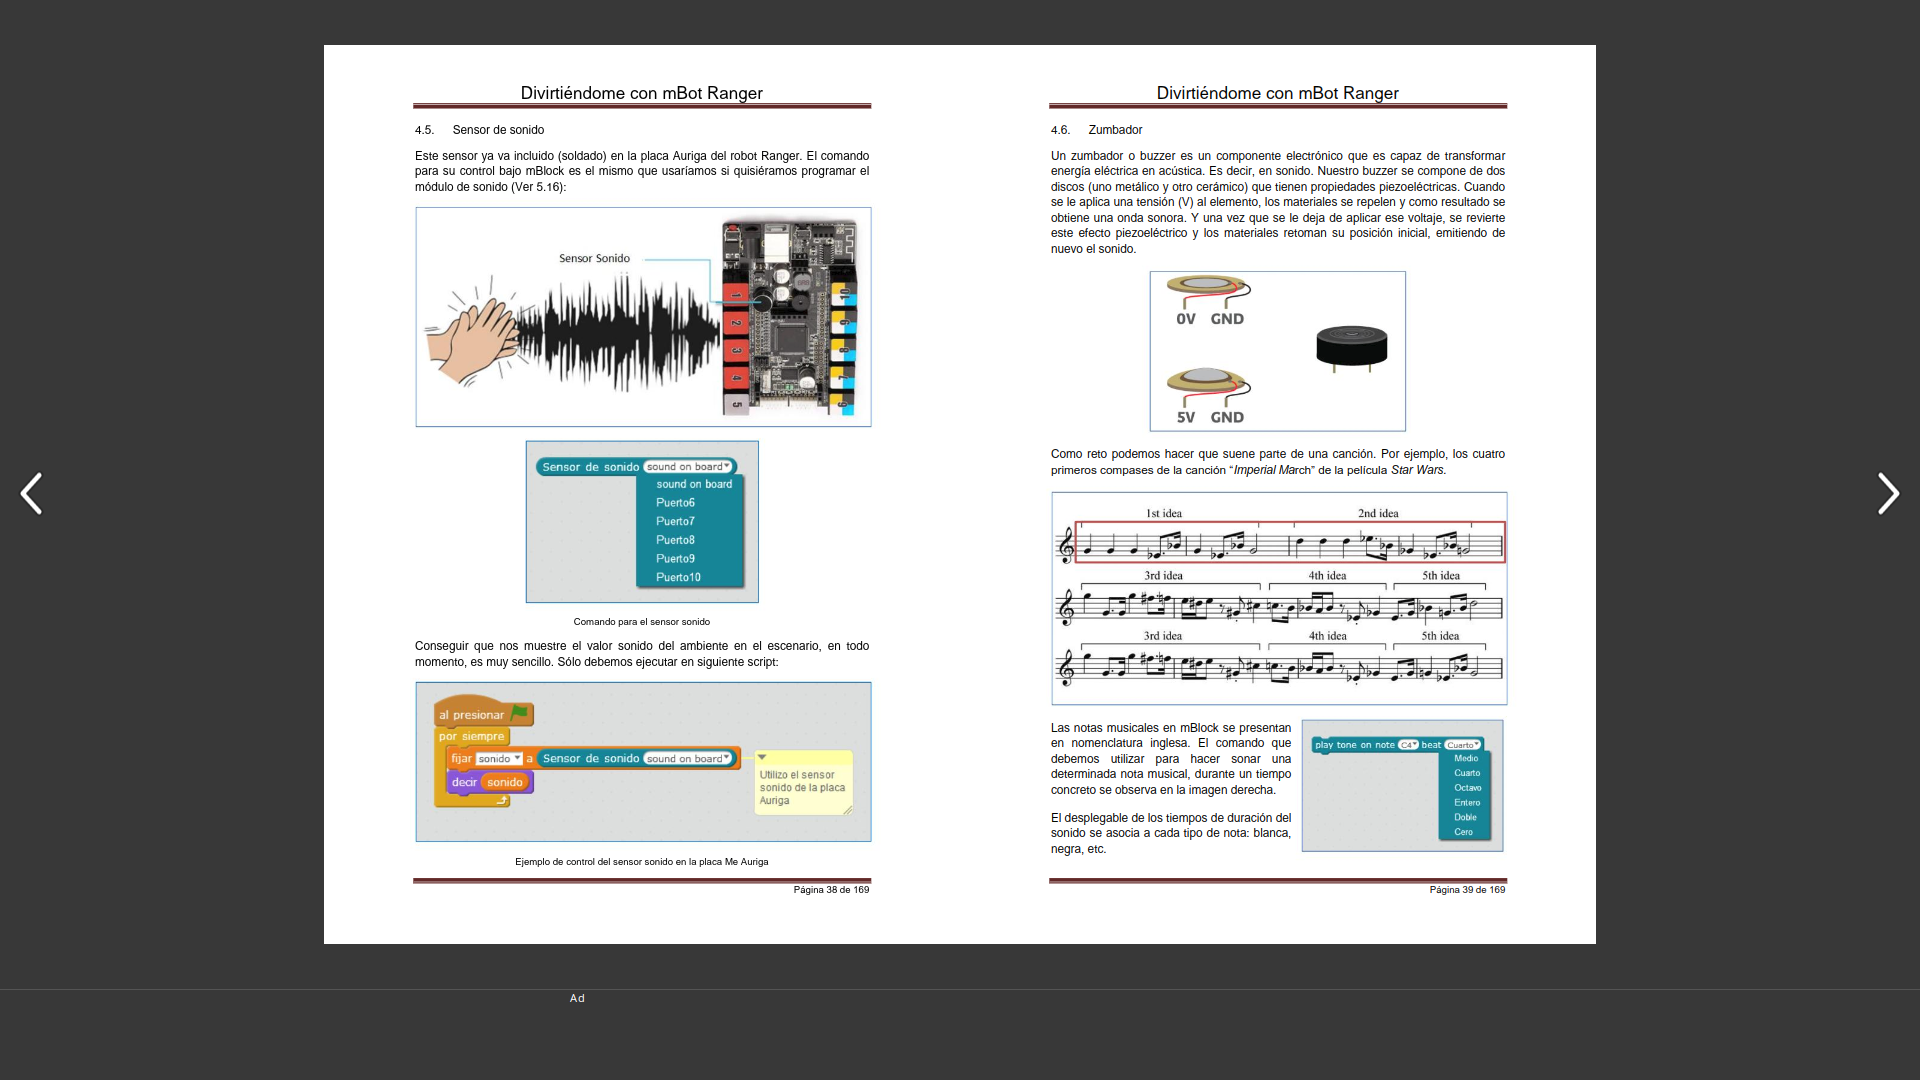 Divirtiéndome con mBot Ranger
4.5. Sensor de sonido
Este sensor ya va incluido (soldado) en la placa Auriga del robot Ranger. El comando
para su control bajo mBlock es el mismo que usaríamos si quisiéramos programar el
módulo de sonido (Ver 5.16):
Sensor Sonido
1
2
3
4
5
10
9
8
7
6
Sensor de sonido sound on board
sound on board
Puerto6
Puerto7
Puerto8
Puerto9
Puerto10
Comando para el sensor sonido
Conseguir que nos muestre el valor sonido del ambiente en el escenario, en todo
momento, es muy sencillo. Sólo debemos ejecutar en siguiente script:
al presionar
por siempre
fijar sonido a Sensor de sonido sound on board
decir sonido
Utilizo el sensor
sonido de la placa
Auriga
Ejemplo de control del sensor sonido en la placa Me Auriga
Página 38 de 169
Divirtiéndome con mBot Ranger
4.6. Zumbador
Un zumbador o buzzer es un componente electrónico que es capaz de transformar
energía eléctrica en acústica. Es decir, en sonido. Nuestro buzzer se compone de dos
discos (uno metálico y otro cerámico) que tienen propiedades piezoeléctricas. Cuando
se le aplica una tensión (V) al elemento, los materiales se repelen y como resultado se
obtiene una onda sonora. Y una vez que se le deja de aplicar ese voltaje, se revierte
este efecto piezoeléctrico y los materiales retoman su posición inicial, emitiendo de
nuevo el sonido.
0V GND
5V GND
Como reto podemos hacer que suene parte de una canción. Por ejemplo, los cuatro
primeros compases de la canción “Imperial March” de la película Star Wars.
1st idea 2nd idea
3rd idea 4th idea 5th idea
3rd idea 4th idea 5th idea
Las notas musicales en mBlock se presentan
en nomenclatura inglesa. El comando que
debemos utilizar para hacer sonar una
determinada nota musical, durante un tiempo
concreto se observa en la imagen derecha.
El desplegable de los tiempos de duración del
sonido se asocia a cada tipo de nota: blanca,
negra, etc.
play tone on note C4 beat Cuarto
Medio
Cuarto
Octavo
Entero
Doble
Cero
Página 39 de 169
Ad